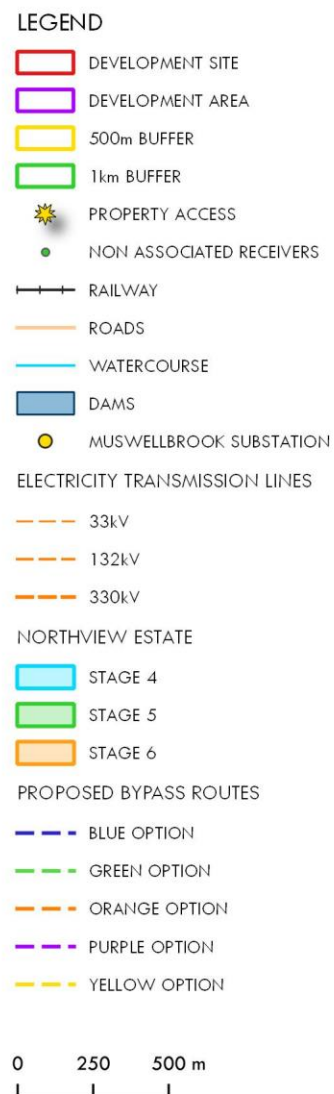 LEGEND
DEVELOPMENT SITE
DEVELOPMENT AREA
500m BUFFER
1km BUFFER
PROPERTY ACCESS
NON ASSOCIATED RECEIVERS
RAILWAY
ROADS
WATERCOURSE
DAMS
MUSWELLBROOK SUBSTATION
ELECTRICITY TRANSMISSION LINES
33kV
132kV
330kV
NORTHVIEW ESTATE
STAGE 4
STAGE 5
STAGE 6
PROPOSED BYPASS ROUTES
BLUE OPTION
GREEN OPTION
ORANGE OPTION
PURPLE OPTION
YELLOW OPTION
0 250 500 m